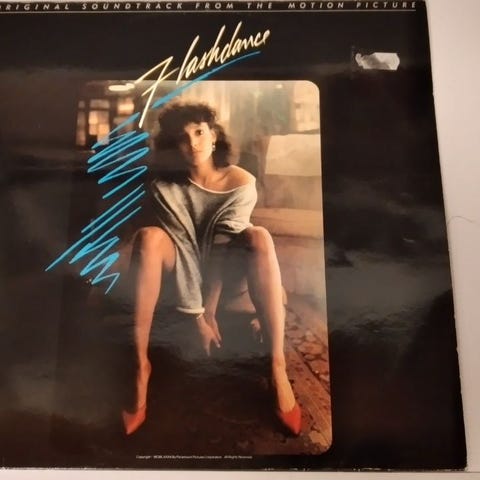 ORIGINAL SOUNDTRACK FROM THE MOTION PICTURE
Flashdance